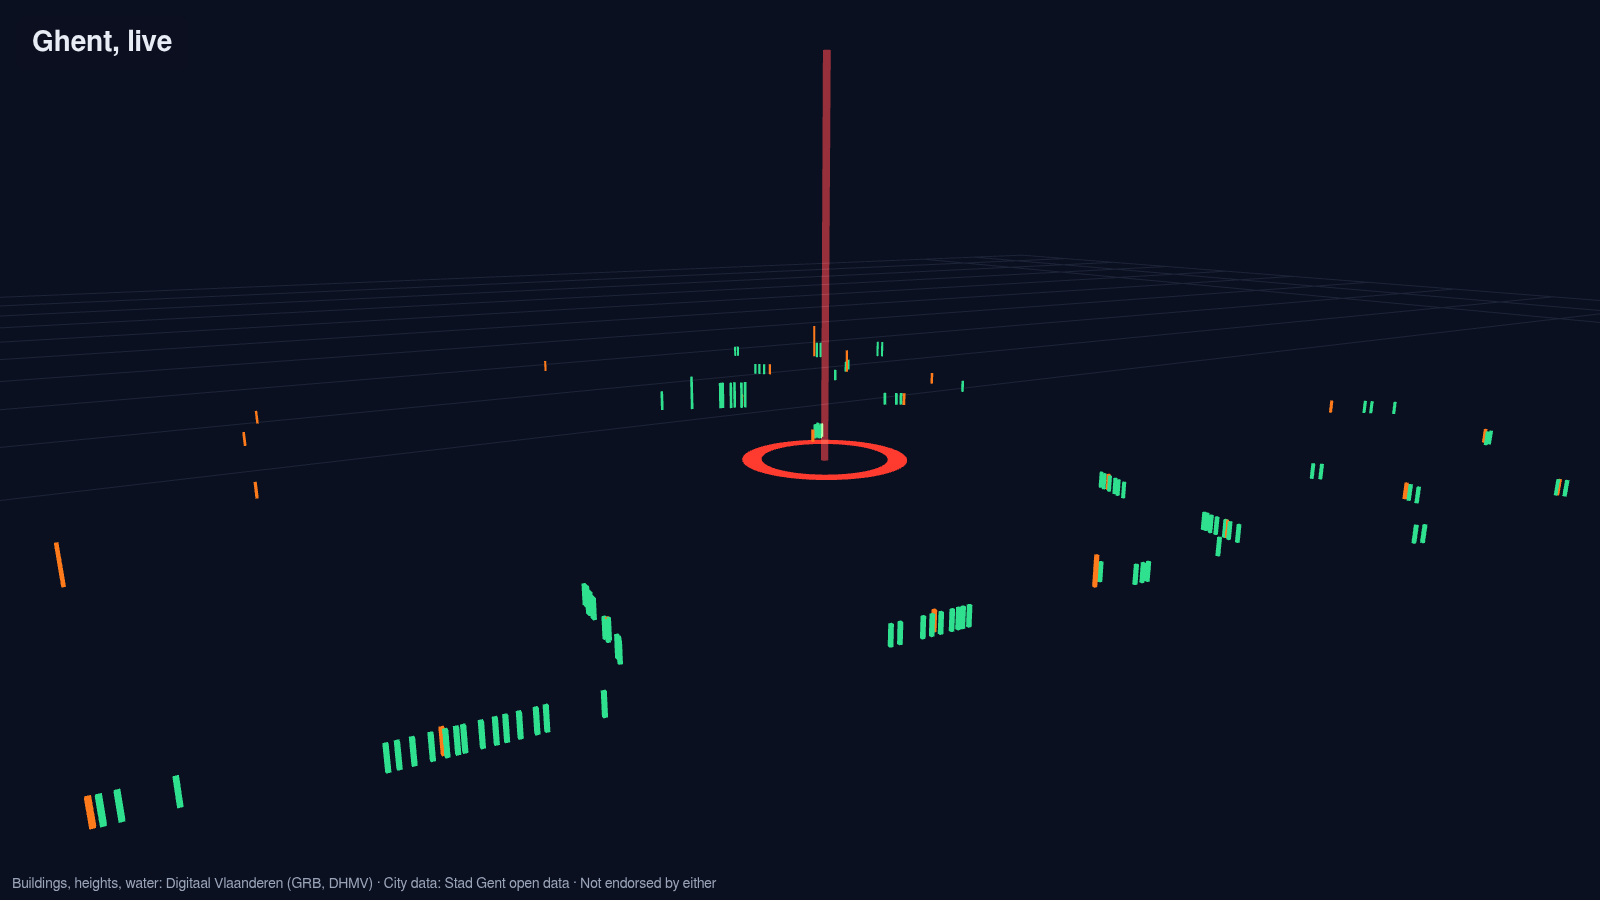 Ghent, live
Buildings, heights, water: Digitaal Vlaanderen (GRB, DHMV) · City data: Stad Gent open data · Not endorsed by either